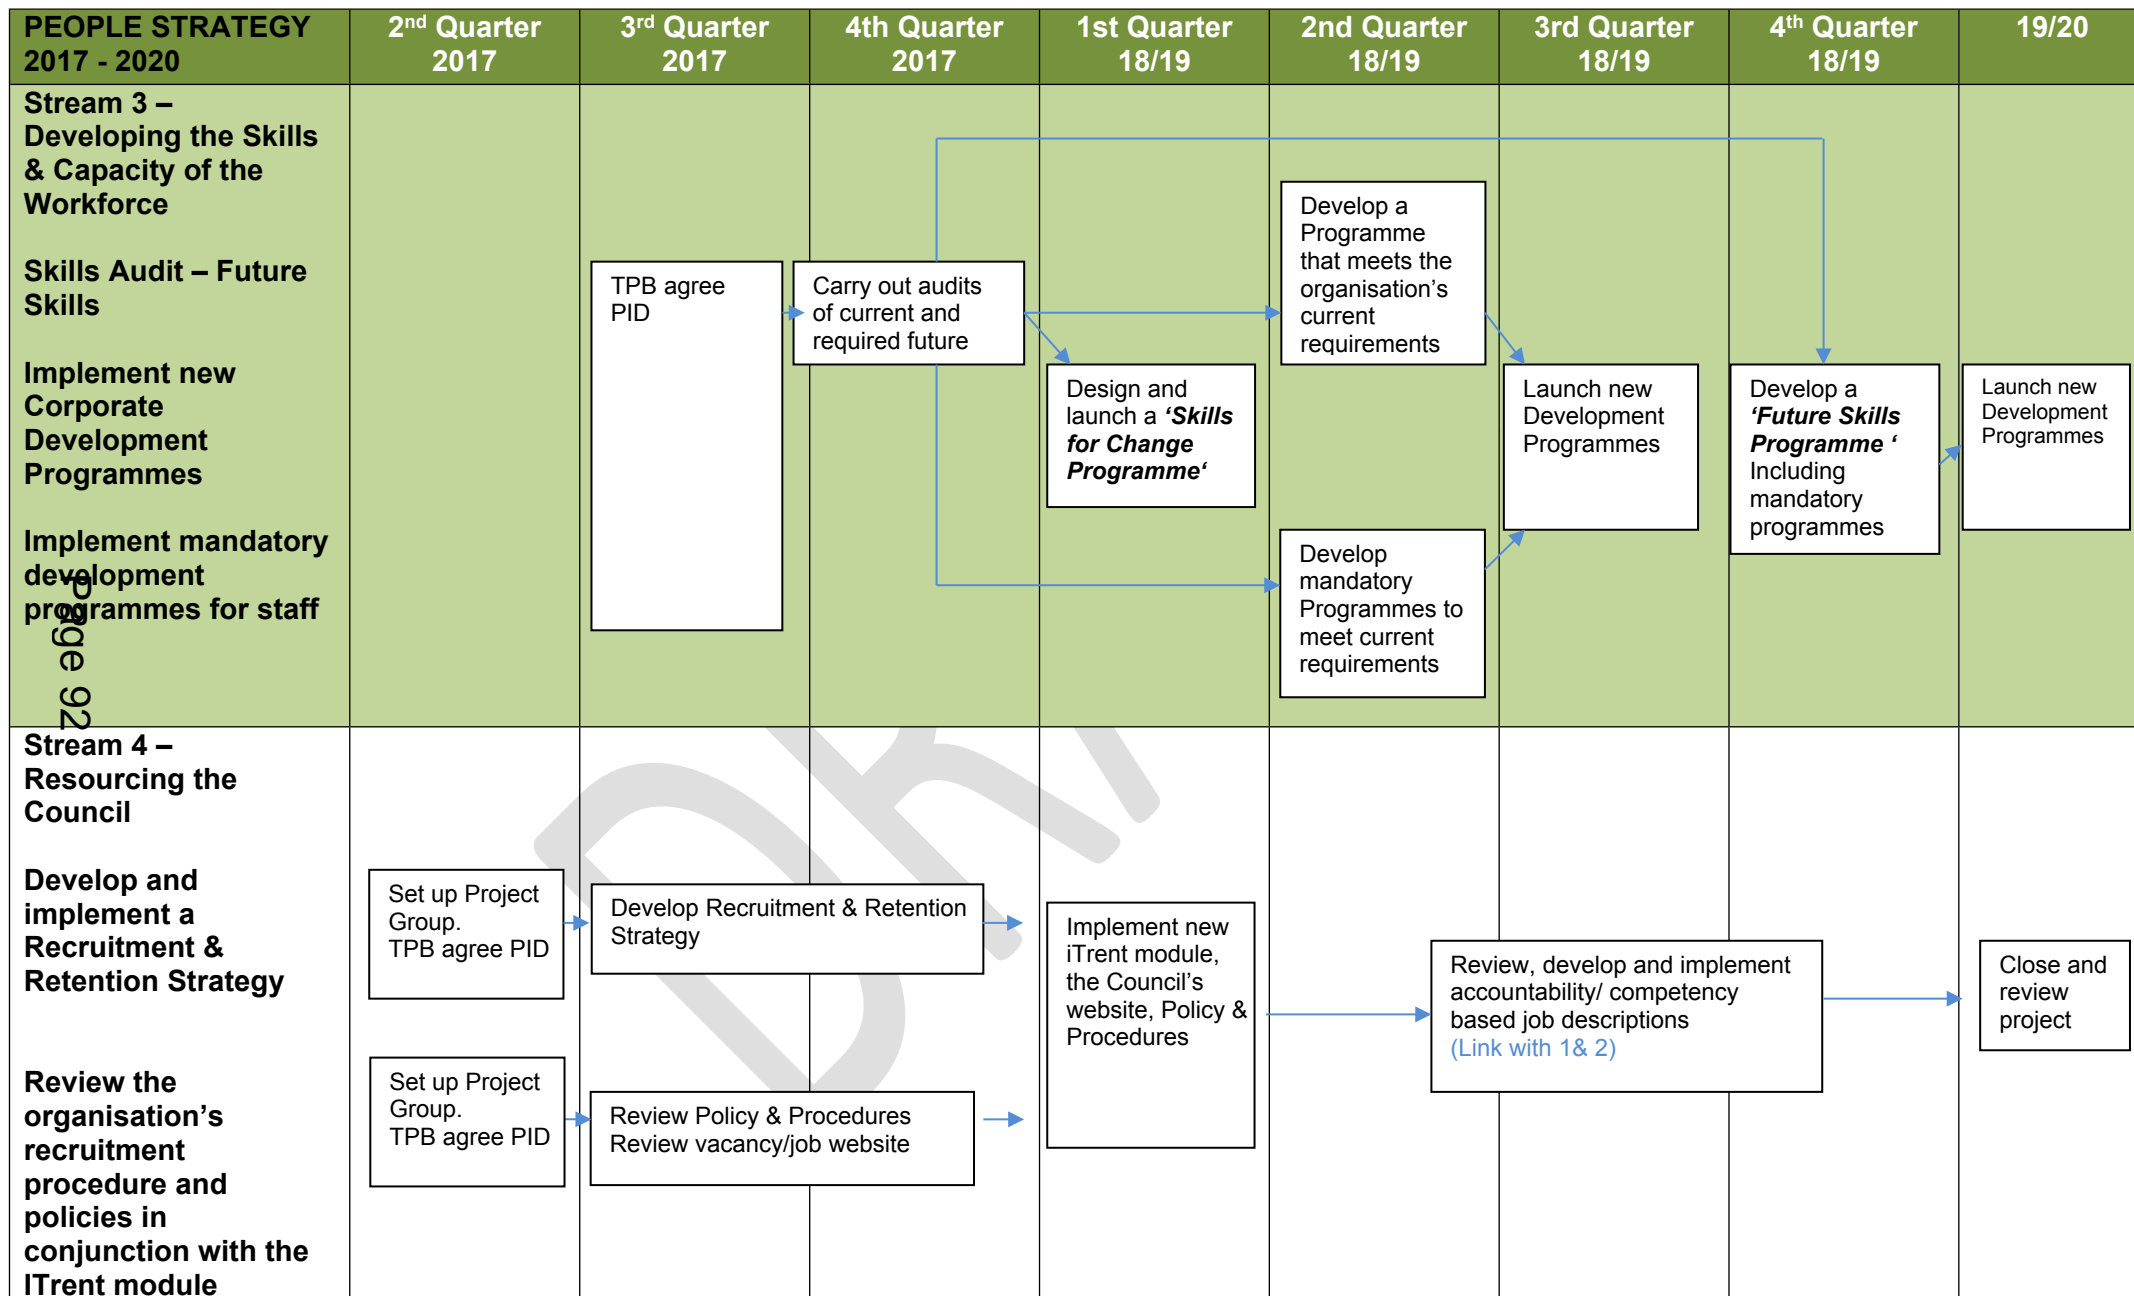 PEOPLE STRATEGY
2017 - 2020
2nd Quarter
2017
3rd Quarter
2017
4th Quarter
2017
1st Quarter
18/19
2nd Quarter
18/19
3rd Quarter
18/19
4th Quarter
18/19
19/20
Stream 3 –
Developing the Skills
& Capacity of the
Workforce
Skills Audit – Future
Skills
Implement new
Corporate
Development
Programmes
Implement mandatory
development
programmes for staff
TPB agree
PID
Carry out audits
of current and
required future
Design and
launch a ‘Skills
for Change
Programme‘
Develop a
Programme
that meets the
organisation’s
current
requirements
Develop
mandatory
Programmes to
meet current
requirements
Launch new
Development
Programmes
Develop a
‘Future Skills
Programme ‘
Including
mandatory
programmes
Launch new
Development
Programmes
Page 92
Stream 4 –
Resourcing the
Council
Develop and
implement a
Recruitment &
Retention Strategy
Review the
organisation’s
recruitment
procedure and
policies in
conjunction with the
ITrent module
Set up Project
Group.
TPB agree PID
Develop Recruitment & Retention
Strategy
Set up Project
Group.
TPB agree PID
Review Policy & Procedures
Review vacancy/job website
Implement new
iTrent module,
the Council’s
website, Policy &
Procedures
Review, develop and implement
accountability/ competency
based job descriptions
(Link with 1& 2)
Close and
review
project